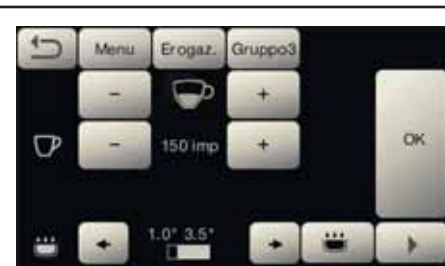 Menu Erogaz. Gruppo3
- +
- 150 imp + OK
1.0" 3.5"